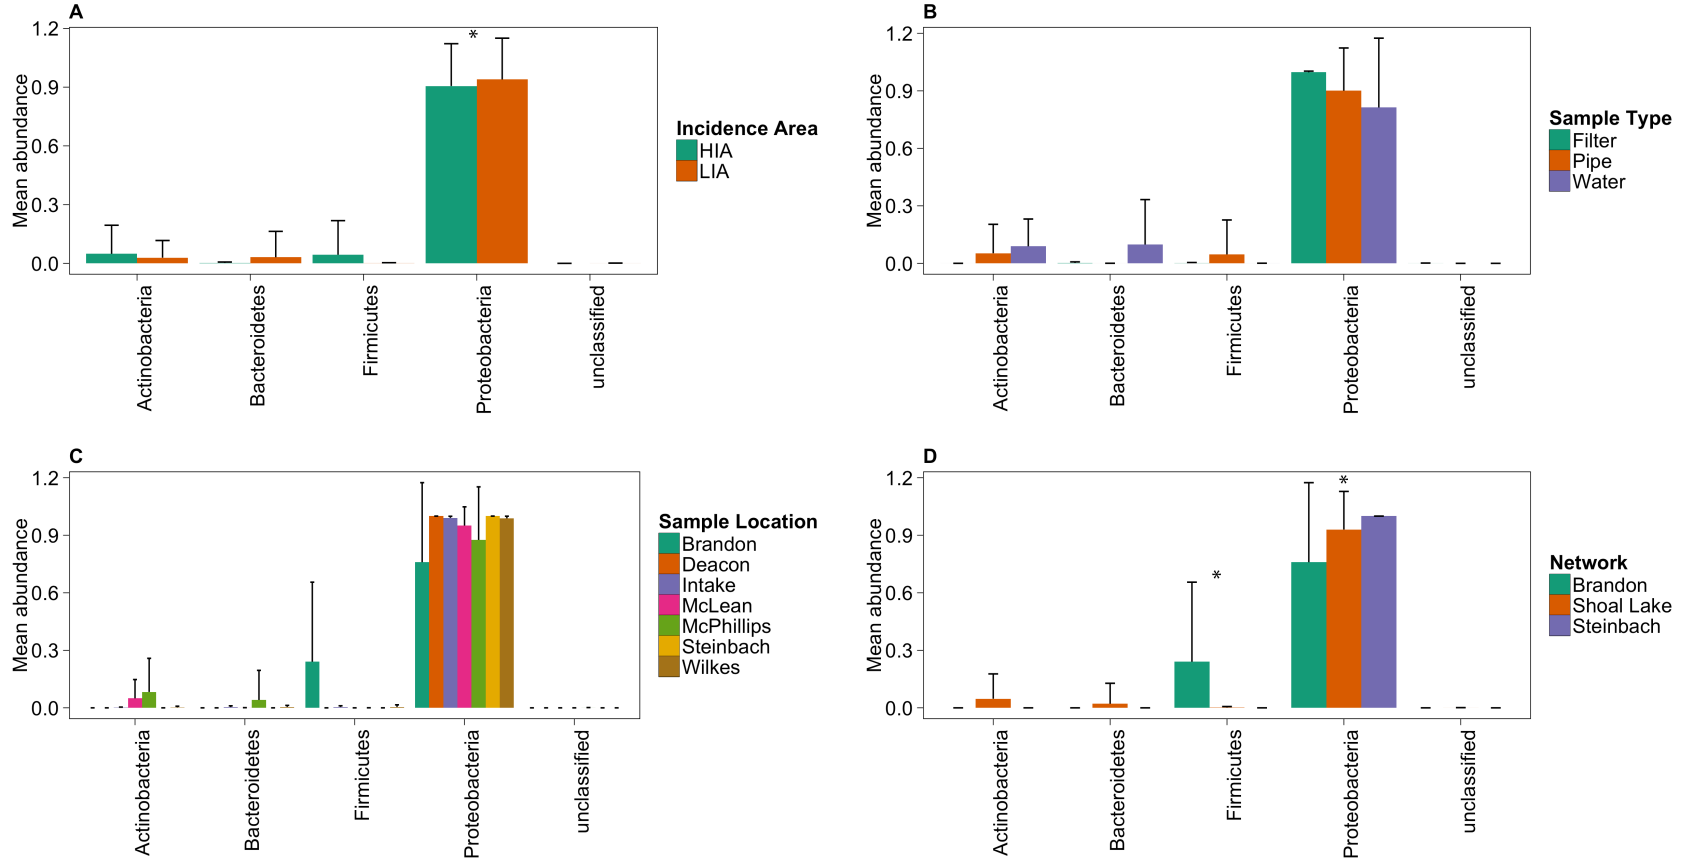 A
Mean abundance
1.2
0.9
0.6
0.3
0.0
*
Actinobacteria
Bacteroidetes
Firmicutes
Proteobacteria
unclassified
Incidence Area
HIA
LIA
B
Mean abundance
1.2
0.9
0.6
0.3
0.0
Actinobacteria
Bacteroidetes
Firmicutes
Proteobacteria
unclassified
Sample Type
Filter
Pipe
Water
C
Mean abundance
1.2
0.9
0.6
0.3
0.0
Actinobacteria
Bacteroidetes
Firmicutes
Proteobacteria
unclassified
Sample Location
Brandon
Deacon
Intake
McLean
McPhillips
Steinbach
Wilkes
D
Mean abundance
1.2
0.9
0.6
0.3
0.0
*
*
Actinobacteria
Bacteroidetes
Firmicutes
Proteobacteria
unclassified
Network
Brandon
Shoal Lake
Steinbach